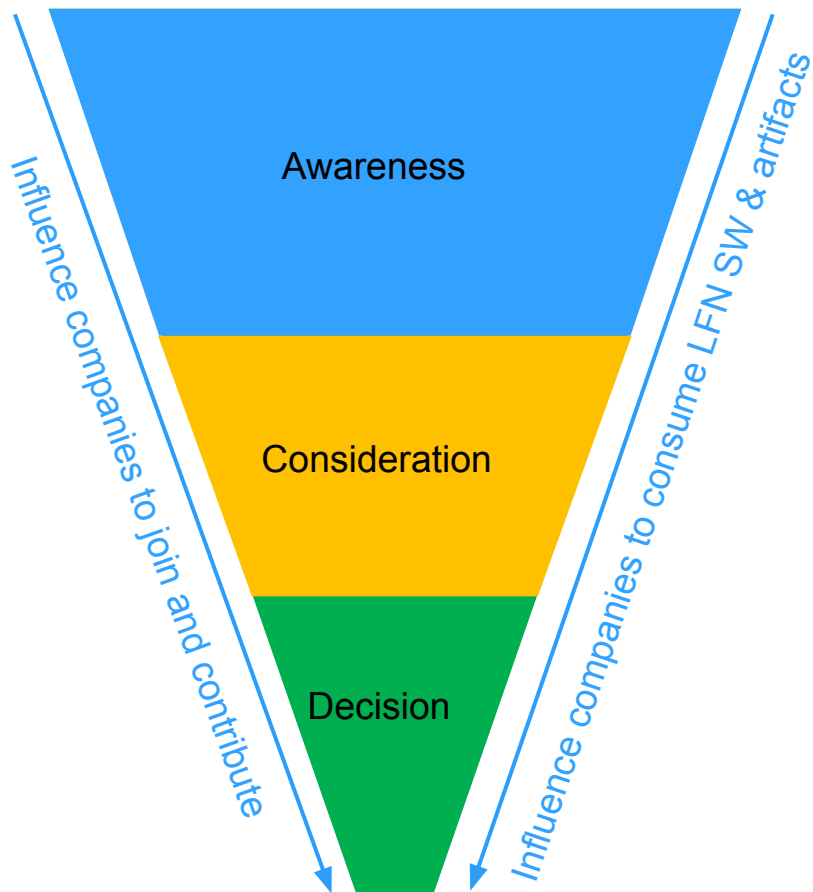 Awareness
Influence companies to join and contribute
Influence companies to consume LFN SW & artifacts
Consideration
Decision